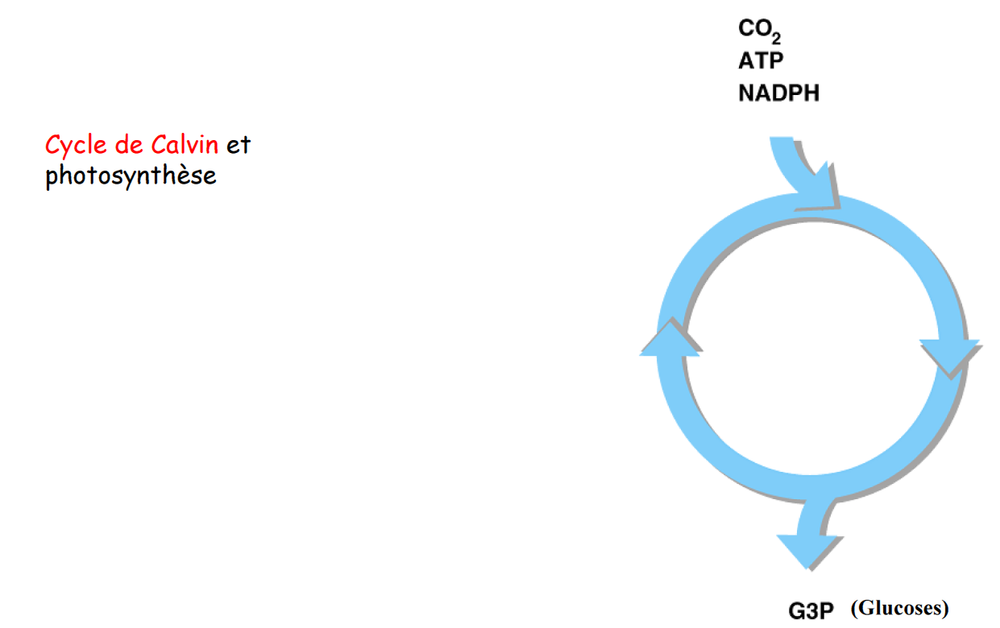 CO₂
ATP
NADPH
Cycle de Calvin et
photosynthèse
G3P (Glucoses)